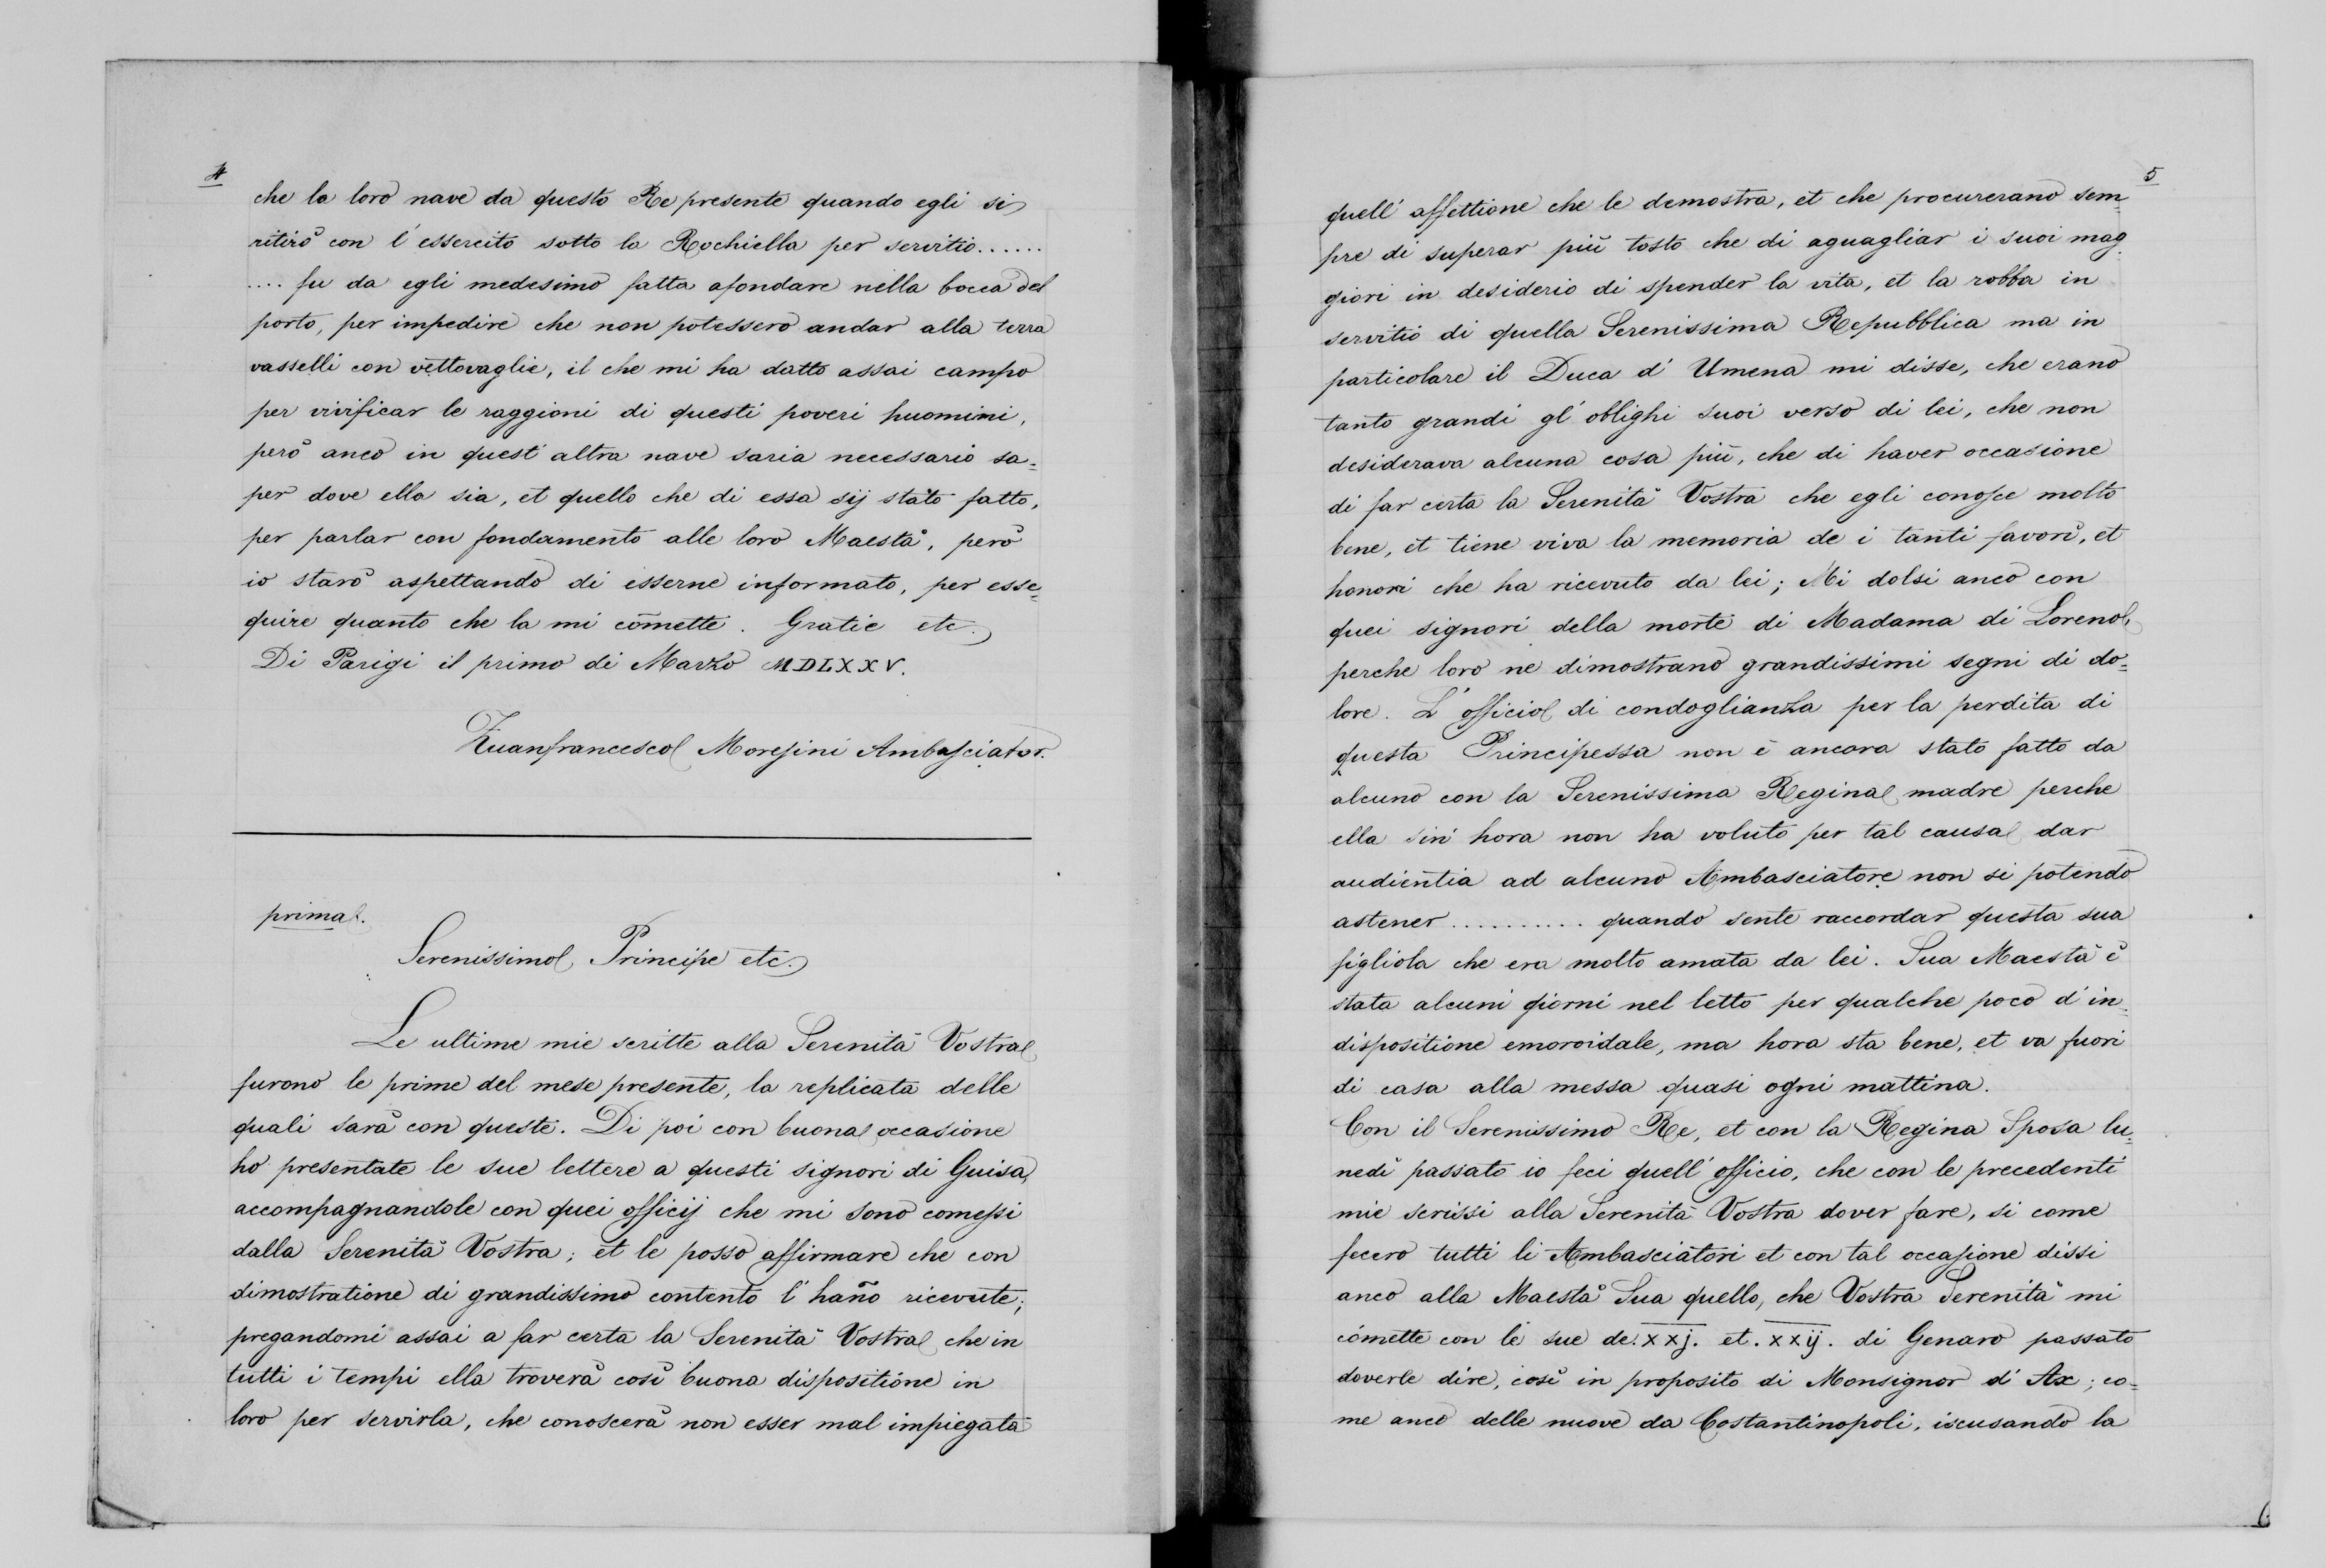 4
che la loro nave da questo Re presente quando egli si
ritirò con l'essercito sotto la Rochiella per servitio......
.... fu da egli medesimo fatta afondare nella bocca del
porto, per impedire che non potessero andar alla terra
vasselli con vettovaglie, il che mi ha datto assai campo
per vivificar le raggioni di questi poveri huomini,
però anco in quest'altra nave saria necessario sa=
per dove ella sia, et quello che di essa sij stato fatto,
per parlar con fondamento alle loro Maestà, però
io starò aspettando di esserne informato, per esse=
quire quanto che la mi com̃ette. Gratie etc.
Di Parigi il primo di Marzo MDLXXV.
Zuanfrancesco Moresini Ambasciator.
prima.
Serenissimo Principe etc.
Le ultime mie scritte alla Serenità Vostra
furono le prime del mese presente, la replicata delle
quali sarà con queste. Di poi con buona occasione
ho presentate le sue lettere a questi signori di Guisa,
accompagnandole con quei officij che mi sono comessi
dalla Serenità Vostra; et le posso affirmare che con
dimostratione di grandissimo contento l'hañо ricevute;
pregandomi assai a far certa la Serenità Vostra che in
tutti i tempi ella troverà così buona dispositione in
loro per servirla, che conoscerà non esser mal impiegata
5
quell'affettione che le demostra, et che procurerano sem=
pre di superar più tosto che di aguagliar i suoi mag=
giori in desiderio di spender la vita, et la robba in
servitio di quella Serenissima Repubblica ma in
particolare il Duca d'Umena mi disse, che erano
tanto grandi gl'oblighi suoi verso di lei, che non
desiderava alcuna cosa più, che di haver occasione
di far certa la Serenità Vostra che egli conosce molto
bene, et tiene viva la memoria de i tanti favori, et
honori che ha ricevuto da lei; Mi dolsi anco con
quei signori della morte di Madama di Loreno,
perche loro ne dimostrano grandissimi segni di do=
lore. L'officio di condoglianza per la perdita di
questa Principessa non è ancora stato fatto da
alcuno con la Serenissima Regina madre perche
ella sin'hora non ha voluto per tal causa dar
audientia ad alcuno Ambasciatore non si potendo
astener .......... quando sente raccordar questa sua
figliola che era molto amata da lei. Sua Maestà è
stata alcuni giorni nel letto per qualche poco d'in=
dispositione emoroidale, ma hora sta bene, et va fuori
di casa alla messa quasi ogni mattina.
Con il Serenissimo Re, et con la Regina Sposa lu=
nedì passato io feci quell'officio, che con le precedenti
mie scrissi alla Serenità Vostra dover fare, si come
fecero tutti li Ambasciatori et con tal occasione dissi
anco alla Maestà Sua quello, che Vostra Serenità mi
cómette con le sue de. xxj. et. xxij. di Genaro passato
doverle dire, così in proposito di Monsignor d'Ax; co=
me anco delle nuove da Costantinopoli, iscusando la